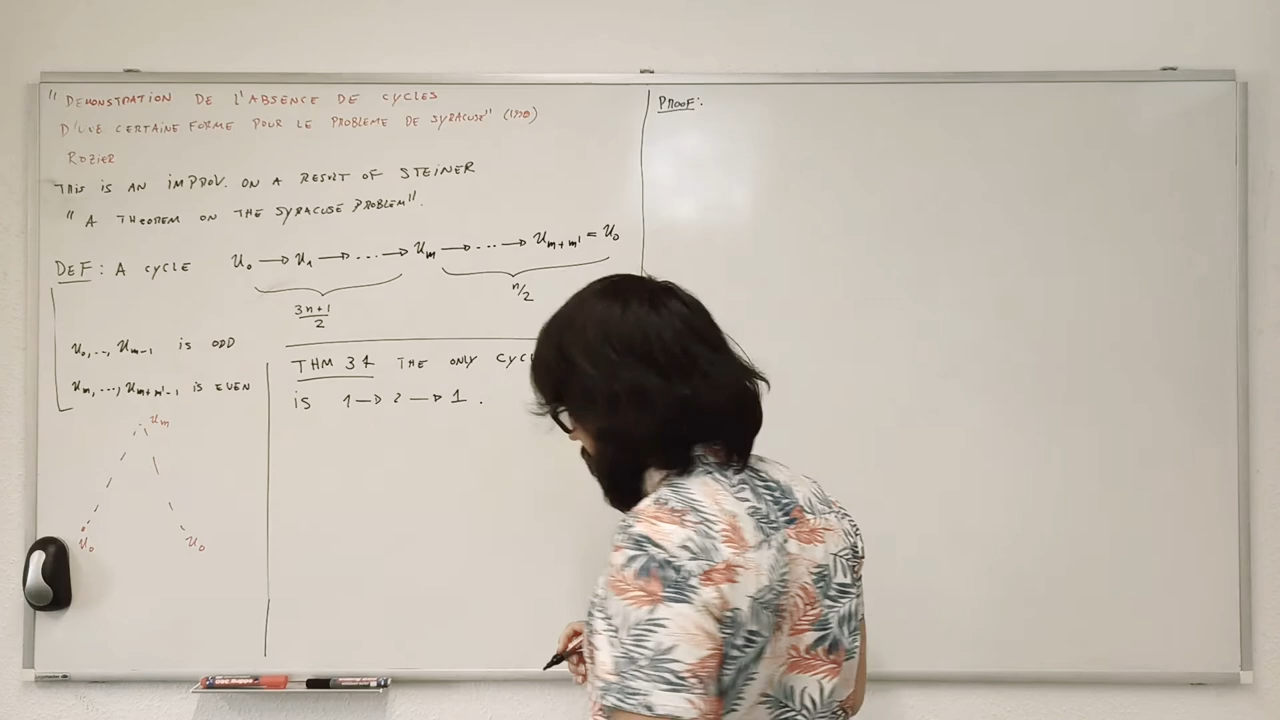 " DEMONSTRATION DE L'ABSENCE DE CYCLES
D'UNE CERTAINE FORME POUR LE PROBLEME DE SYRACUSE" (1990)
ROZIER
THIS IS AN IMPROV. ON A RESULT OF STEINER
" A THEOREM ON THE SYRACUSE PROBLEM".
DEF: A CYCLE u₀ → u₁ → ... → u_m → ... → u_{m+m'} = u₀
(3n+1)/2
n/2
u₀, .., u_{m-1} is ODD
u_m, ..., u_{m+m'-1} is EVEN
u_m
u₀ u₀
THM THE ONLY
is 1 → 2 → 1 .
PROOF: